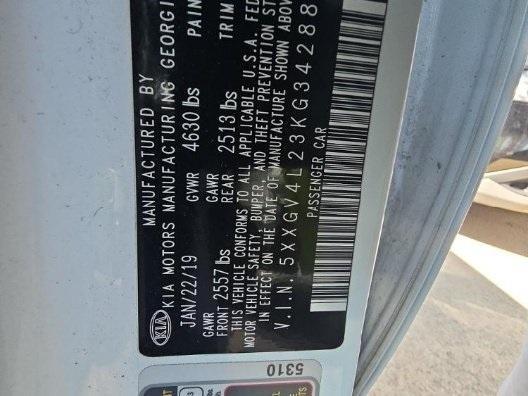 MANUFACTURED BY
KIA KIA MOTORS MANUFACTURING GEORGI
JAN/22/19 GVWR 4630 lbs PAIN
GAWR GAWR
FRONT 2557 lbs REAR 2513 lbs TRIM
THIS VEHICLE CONFORMS TO ALL APPLICABLE U.S.A. FED
MOTOR VEHICLE SAFETY, BUMPER, AND THEFT PREVENTION ST
IN EFFECT ON THE DATE OF MANUFACTURE SHOWN ABOV
V.I.N. 5XXGV4L23KG34288
PASSENGER CAR
5310